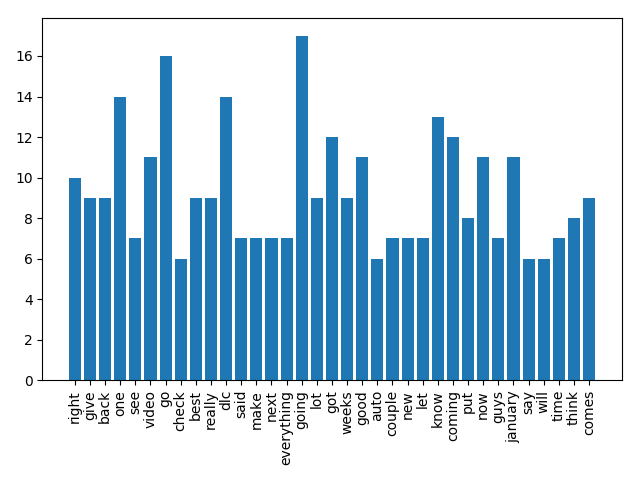 16
14
12
10
8
6
4
2
0
right
give
back
one
see
video
go
check
best
really
dlc
said
make
next
everything
going
lot
got
weeks
good
auto
couple
new
let
know
coming
put
now
guys
january
say
will
time
think
comes